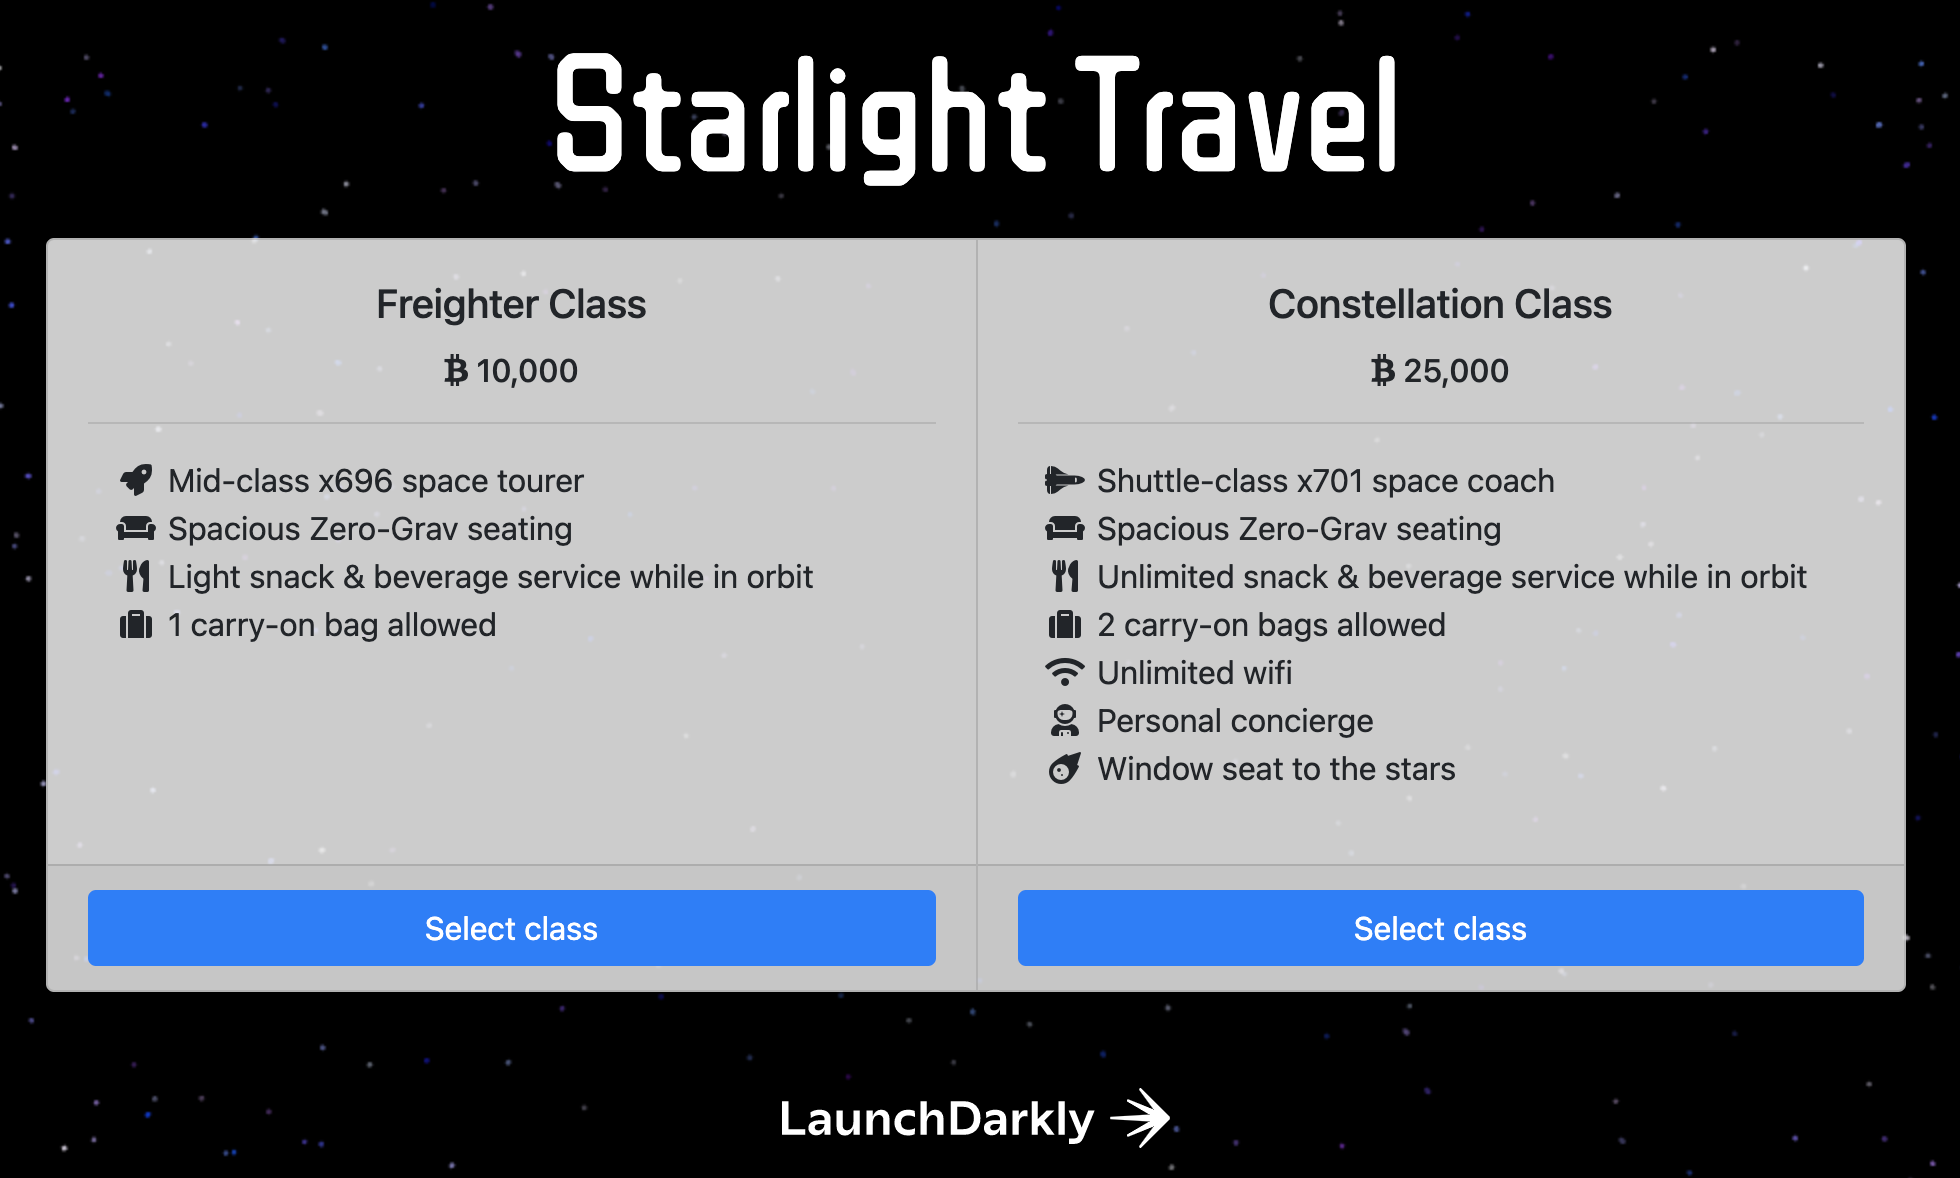 Starlight Travel
Freighter Class
₿ 10,000
Mid-class x696 space tourer
Spacious Zero-Grav seating
Light snack & beverage service while in orbit
1 carry-on bag allowed
Select class
Constellation Class
₿ 25,000
Shuttle-class x701 space coach
Spacious Zero-Grav seating
Unlimited snack & beverage service while in orbit
2 carry-on bags allowed
Unlimited wifi
Personal concierge
Window seat to the stars
Select class
LaunchDarkly